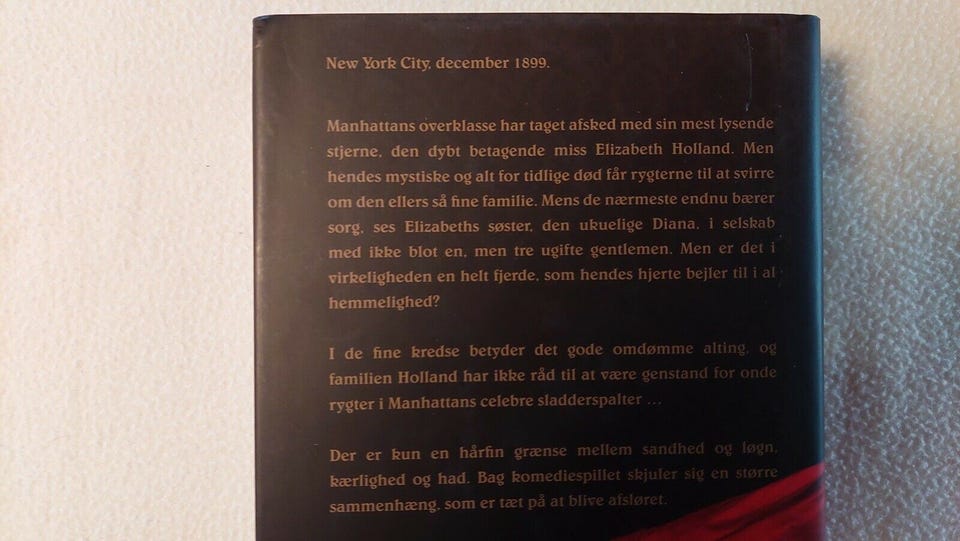 New York City, december 1899.
Manhattans overklasse har taget afsked med sin mest lysende
stjerne, den dybt betagende miss Elizabeth Holland. Men
hendes mystiske og alt for tidlige død får rygterne til at svirre
om den ellers så fine familie. Mens de nærmeste endnu bærer
sorg, ses Elizabeths søster, den ukuelige Diana, i selskab
med ikke blot en, men tre ugifte gentlemen. Men er det i
virkeligheden en helt fjerde, som hendes hjerte bejler til i al
hemmelighed?
I de fine kredse betyder det gode omdømme alting, og
familien Holland har ikke råd til at være genstand for onde
rygter i Manhattans celebre sladderspalter ...
Der er kun en hårfin grænse mellem sandhed og løgn,
kærlighed og had. Bag komediespillet skjuler sig en større
sammenhæng, som er tæt på at blive afsløret.